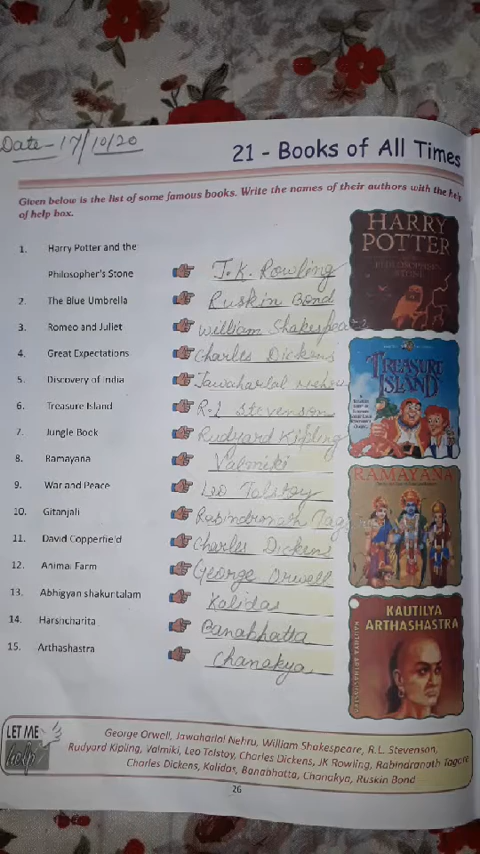 Date - 17/10/20
21 - Books of All Times
Given below is the list of some famous books. Write the names of their authors with the help
of help box.
1. Harry Potter and the
Philosopher's Stone J.K. Rowling
2. The Blue Umbrella Ruskin Bond
3. Romeo and Juliet William Shakespeare
4. Great Expectations Charles Dickens
5. Discovery of India Jawaharlal Nehru
6. Treasure Island R.L Stevenson
7. Jungle Book Rudyard Kipling
8. Ramayana Valmiki
9. War and Peace Leo Tolstoy
10. Gitanjali Rabindranath Tagore
11. David Copperfield Charles Dickens
12. Animal Farm George Orwell
13. Abhigyan shakuntalam Kalidas
14. Harshcharita Banabhatta
15. Arthashastra Chanakya
HARRY
POTTER
PHILOSOPHER'S
STONE
TREASURE
ISLAND
RAMAYANA
KAUTILYA
ARTHASHASTRA
LET ME
help
George Orwell, Jawaharlal Nehru, William Shakespeare, R.L. Stevenson,
Rudyard Kipling, Valmiki, Leo Tolstoy, Charles Dickens, JK Rowling, Rabindranath Tagore
Charles Dickens, Kalidas, Banabhatta, Chanakya, Ruskin Bond
26